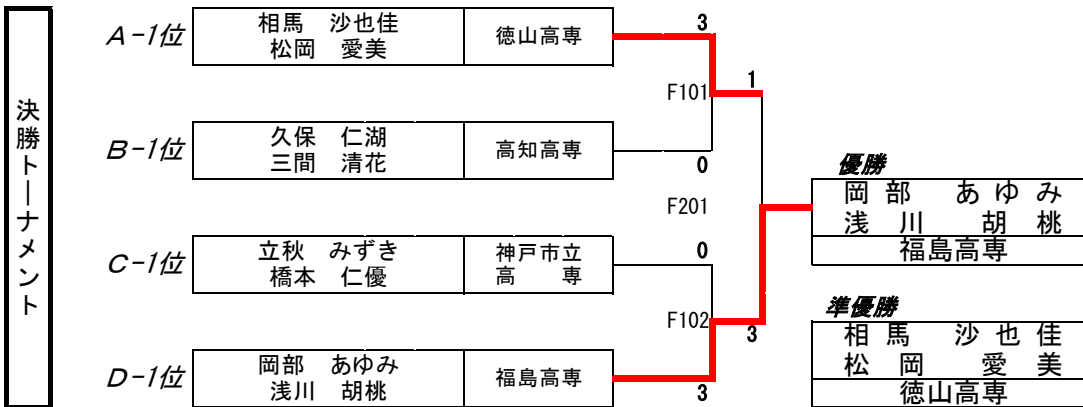 決勝トーナメント
A-1位
相馬　沙也佳
松岡　愛美
徳山高専
3
F101
1
B-1位
久保　仁湖
三間　清花
高知高専
0
F201
C-1位
立秋　みずき
橋本　仁優
神戸市立
高　　専
0
F102
3
D-1位
岡部　あゆみ
浅川　胡桃
福島高専
3
優勝
岡 部　あ ゆ み
浅　川　胡　桃
福島高専
準優勝
相 馬　沙 也 佳
松　岡　愛　美
徳山高専